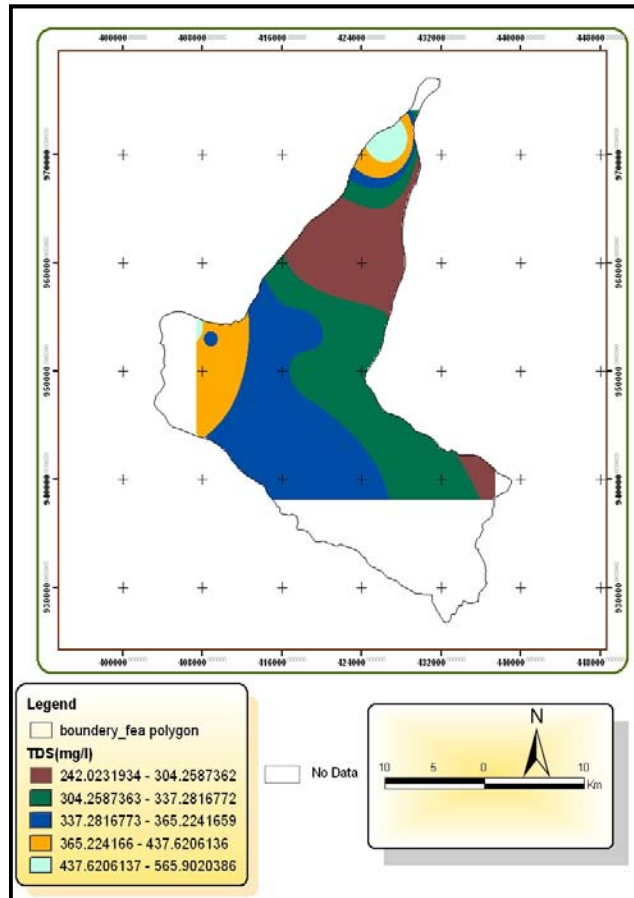 400000 408000 416000 424000 432000 440000 448000
970000 970000
960000 960000
950000 950000
940000 940000
930000 930000
400000 408000 416000 424000 432000 440000 448000
Legend
boundery_fea polygon
TDS(mg/l)
242.0231934 - 304.2587362
304.2587363 - 337.2816772
337.2816773 - 365.2241659
365.224166 - 437.6206136
437.6206137 - 565.9020386
No Data
N
10 5 0 10
Km